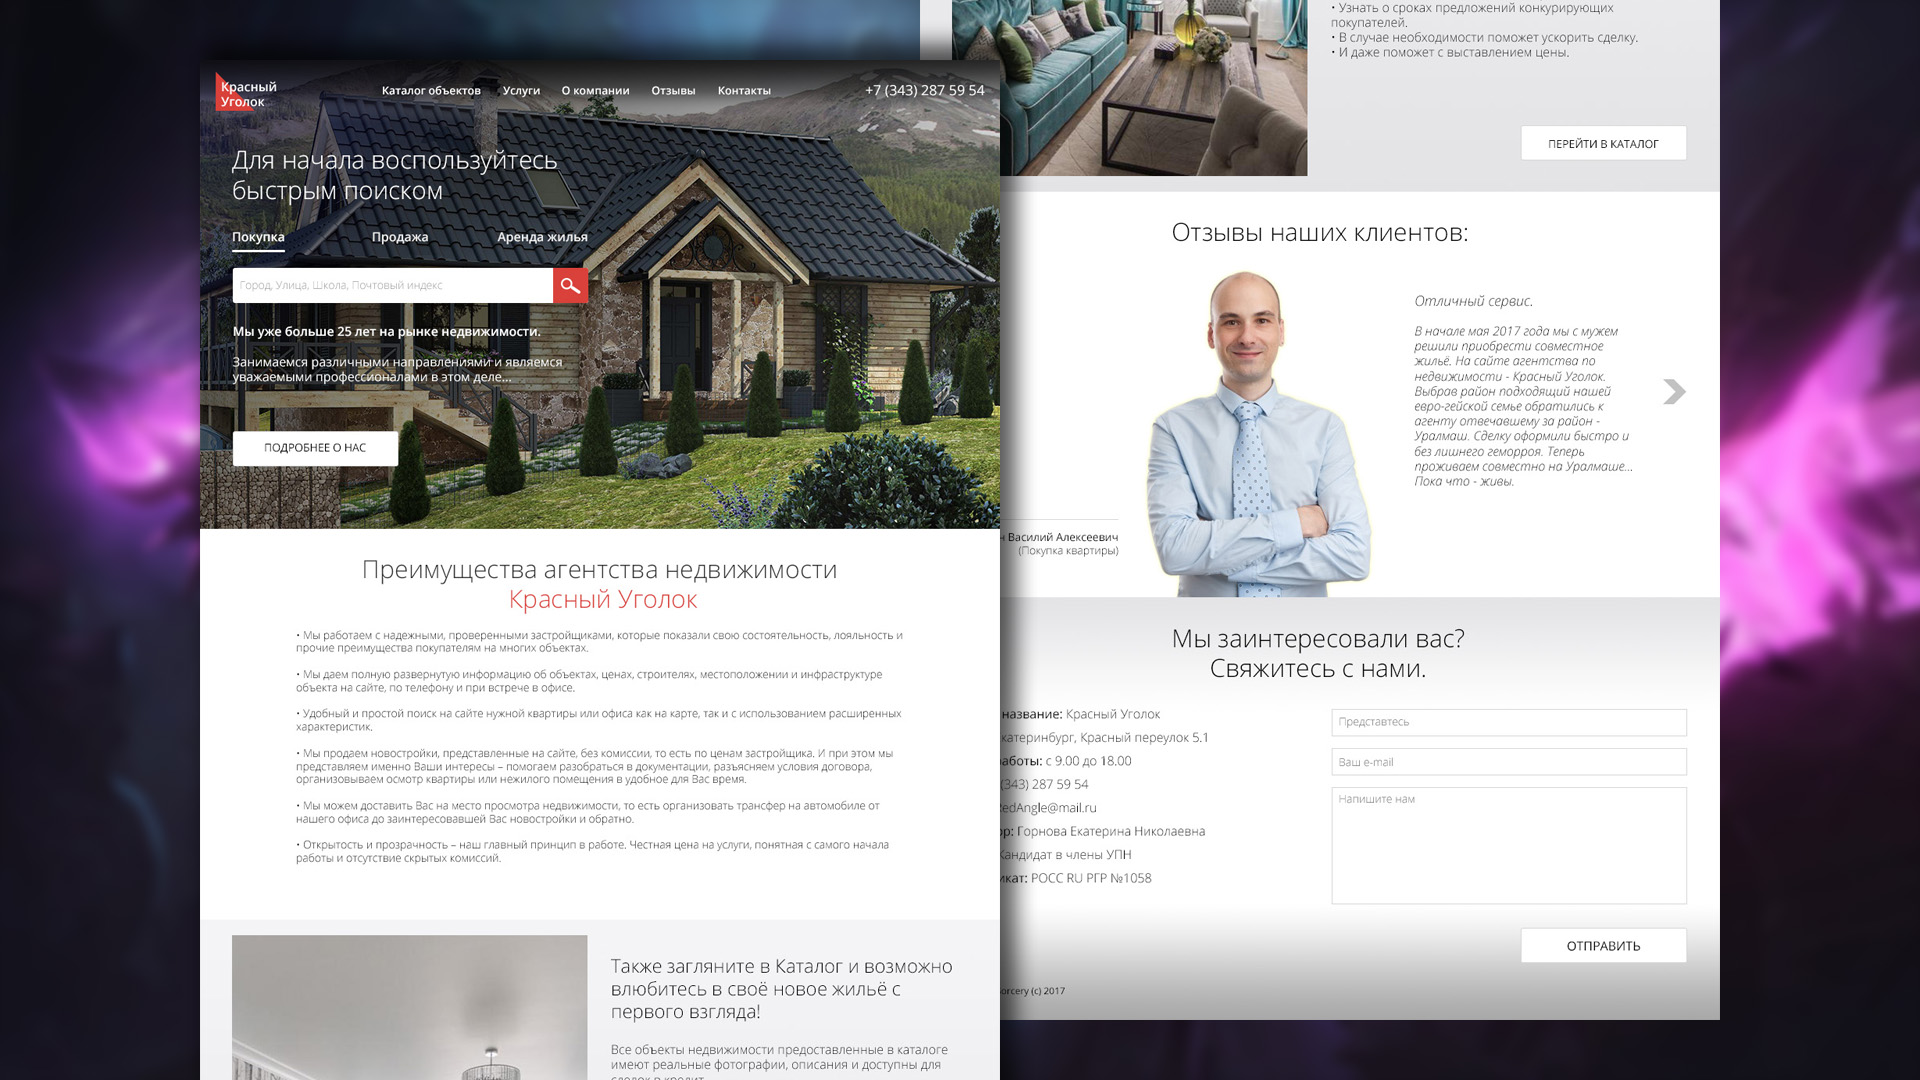 Красный
Уголок
Каталог объектов
Услуги
О компании
Отзывы
Контакты
+7 (343) 287 59 54
Для начала воспользуйтесь
быстрым поиском
Покупка
Продажа
Аренда жилья
Город, Улица, Школа, Почтовый индекс
Мы уже больше 25 лет на рынке недвижимости.
Занимаемся различными направлениями и являемся
уважаемыми профессионалами в этом деле...
ПОДРОБНЕЕ О НАС
Преимущества агентства недвижимости
Красный Уголок
• Мы работаем с надежными, проверенными застройщиками, которые показали свою состоятельность, лояльность и
прочие преимущества покупателям на многих объектах.
• Мы даем полную развернутую информацию об объектах, ценах, строителях, местоположении и инфраструктуре
объекта на сайте, по телефону и при встрече в офисе.
• Удобный и простой поиск на сайте нужной квартиры или офиса как на карте, так и с использованием расширенных
характеристик.
• Мы продаем новостройки, представленные на сайте, без комиссии, то есть по ценам застройщика. И при этом мы
представляем именно Ваши интересы – помогаем разобраться в документации, разъясняем условия договора,
организовываем осмотр квартиры или нежилого помещения в удобное для Вас время.
• Мы можем доставить Вас на место просмотра недвижимости, то есть организовать трансфер на автомобиле от
нашего офиса до заинтересовавшей Вас новостройки и обратно.
• Открытость и прозрачность – наш главный принцип в работе. Честная цена на услуги, понятная с самого начала
работы и отсутствие скрытых комиссий.
Также загляните в Каталог и возможно
влюбитесь в своё новое жильё с
первого взгляда!
Все объекты недвижимости предоставленные в каталоге
имеют реальные фотографии, описания и доступны для
• Узнать о сроках предложений конкурирующих
покупателей.
• В случае необходимости поможет ускорить сделку.
• И даже поможет с выставлением цены.
ПЕРЕЙТИ В КАТАЛОГ
Отзывы наших клиентов:
Отличный сервис.
В начале мая 2017 года мы с мужем
решили приобрести совместное
жильё. На сайте агентства по
недвижимости - Красный Уголок.
Выбрав район подходящий нашей
евро-гейской семье обратились к
агенту отвечавшему за район -
Уралмаш. Сделку оформили быстро и
без лишнего геморроя. Теперь
проживаем совместно на Уралмаше...
Пока что - живы.
н Василий Алексеевич
(Покупка квартиры)
Мы заинтересовали вас?
Свяжитесь с нами.
название: Красный Уголок
катеринбург, Красный переулок 5.1
работы: с 9.00 до 18.00
(343) 287 59 54
RedAngle@mail.ru
ор: Горнова Екатерина Николаевна
Кандидат в члены УПН
икат: РОСС RU РГР №1058
Представтесь
Ваш e-mail
Напишите нам
ОТПРАВИТЬ
orcery (c) 2017